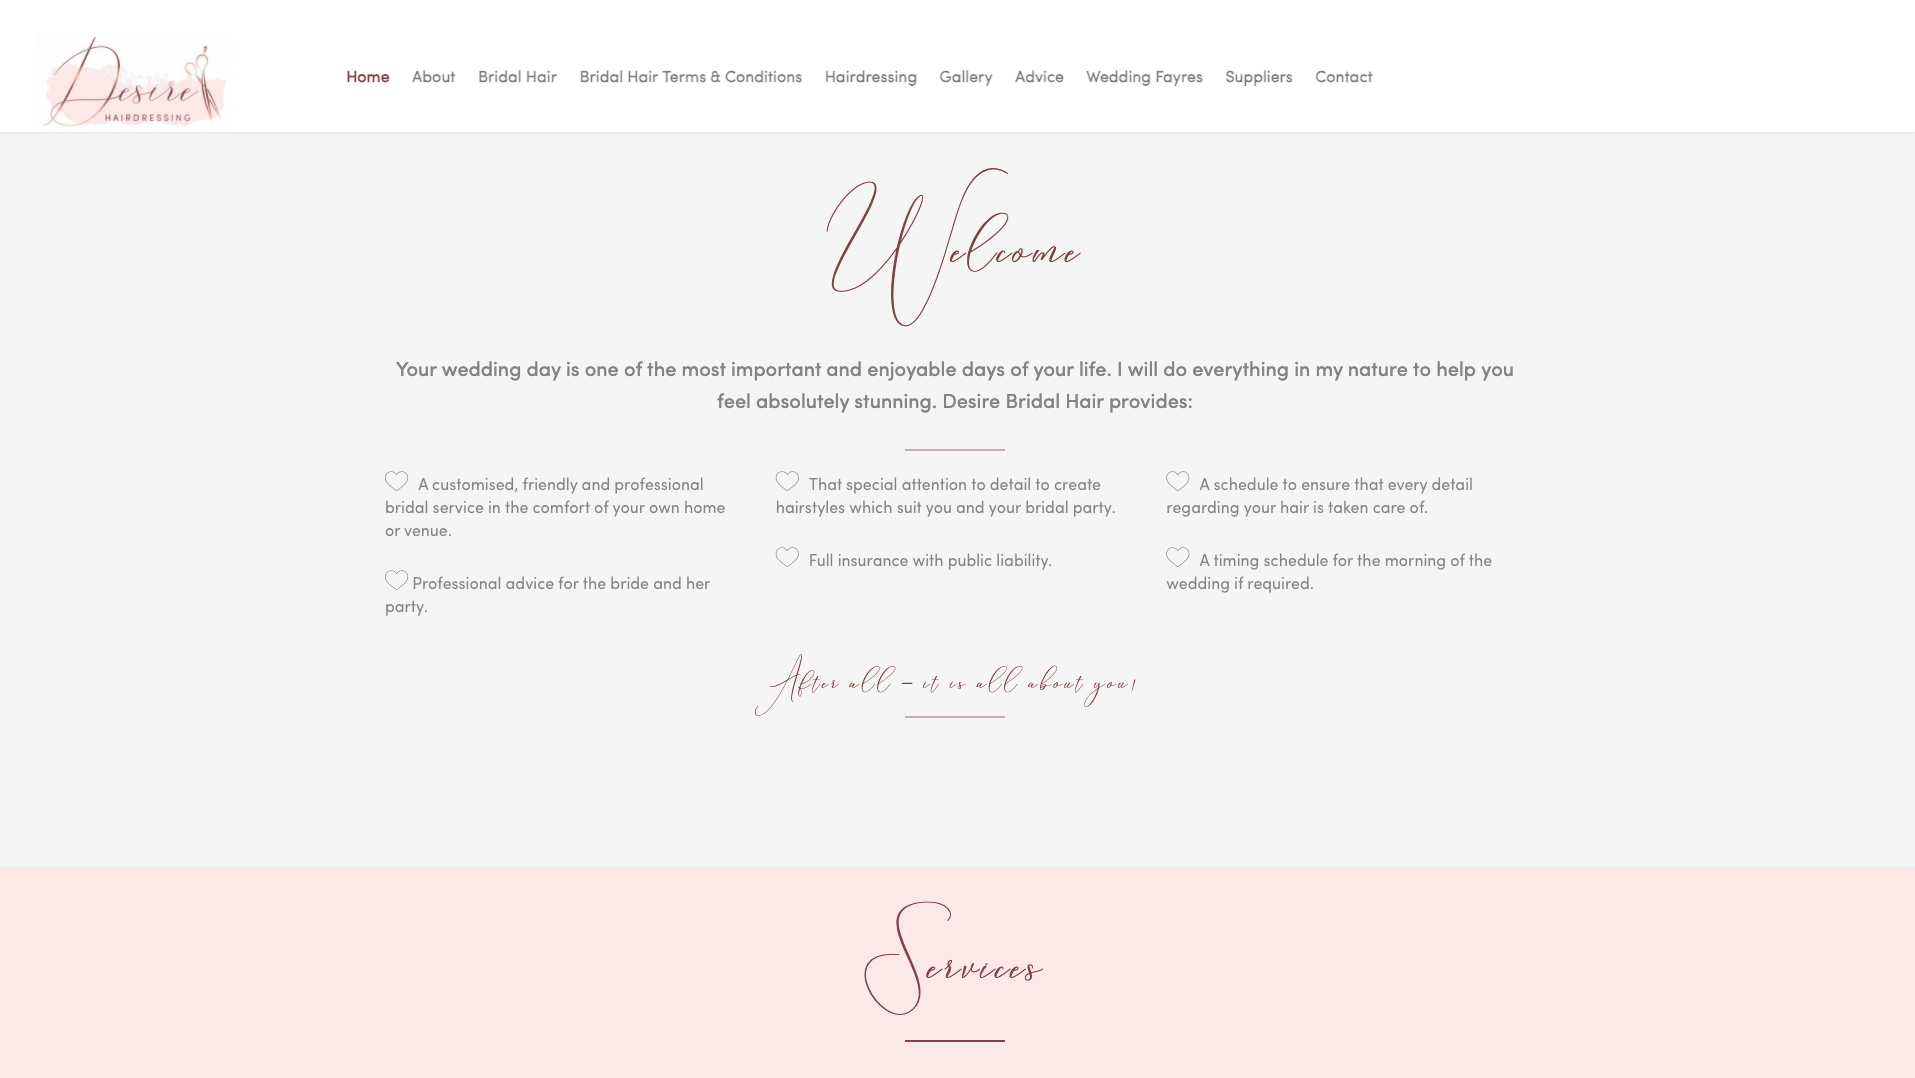 Desire
HAIRDRESSING
Home About Bridal Hair Bridal Hair Terms & Conditions Hairdressing Gallery Advice Wedding Fayres Suppliers Contact
Welcome
Your wedding day is one of the most important and enjoyable days of your life. I will do everything in my nature to help you
feel absolutely stunning. Desire Bridal Hair provides:
A customised, friendly and professional
bridal service in the comfort of your own home
or venue.
Professional advice for the bride and her
party.
That special attention to detail to create
hairstyles which suit you and your bridal party.
Full insurance with public liability.
A schedule to ensure that every detail
regarding your hair is taken care of.
A timing schedule for the morning of the
wedding if required.
After all – it is all about you!
Services